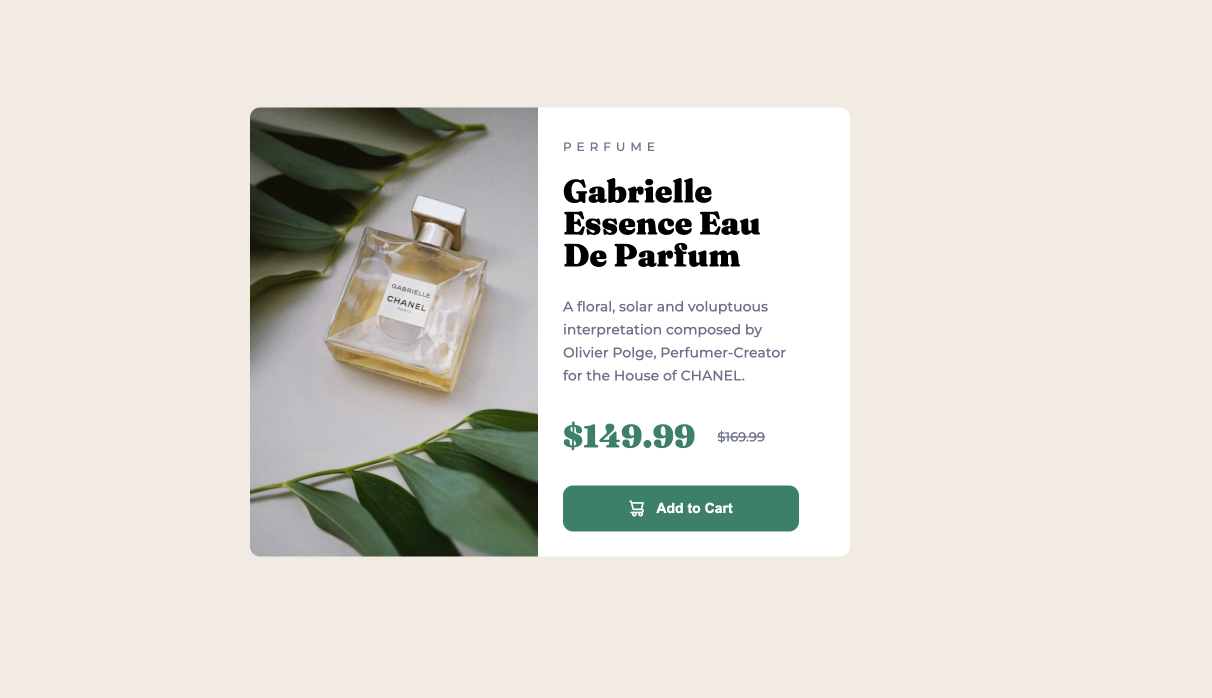 GABRIELLE
CHANEL
PARIS
PERFUME
Gabrielle
Essence Eau
De Parfum
A floral, solar and voluptuous
interpretation composed by
Olivier Polge, Perfumer-Creator
for the House of CHANEL.
$149.99 $169.99
Add to Cart